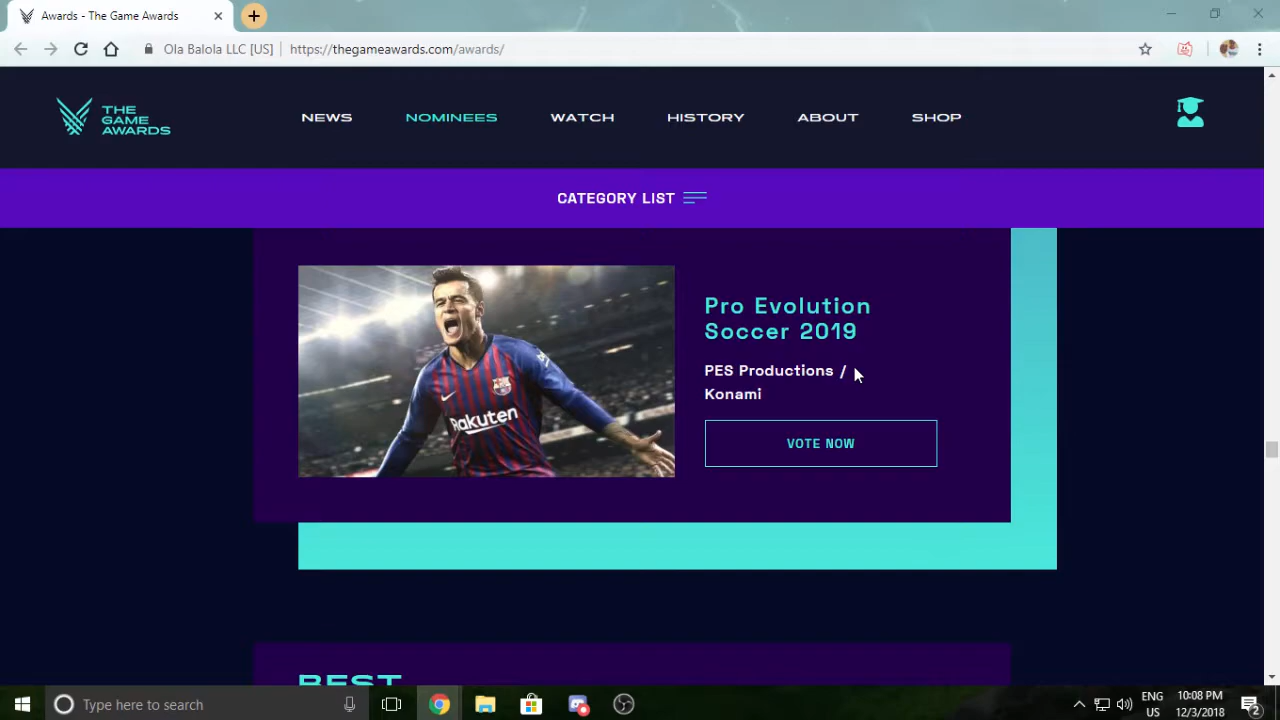 Awards - The Game Awards
Ola Balola LLC [US]
https://thegameawards.com/awards/
THE
GAME
AWARDS
NEWS
NOMINEES
WATCH
HISTORY
ABOUT
SHOP
CATEGORY LIST
Rakuten
Pro Evolution
Soccer 2019
PES Productions /
Konami
VOTE NOW
BEST
Type here to search
ENG
US
10:08 PM
12/3/2018
2